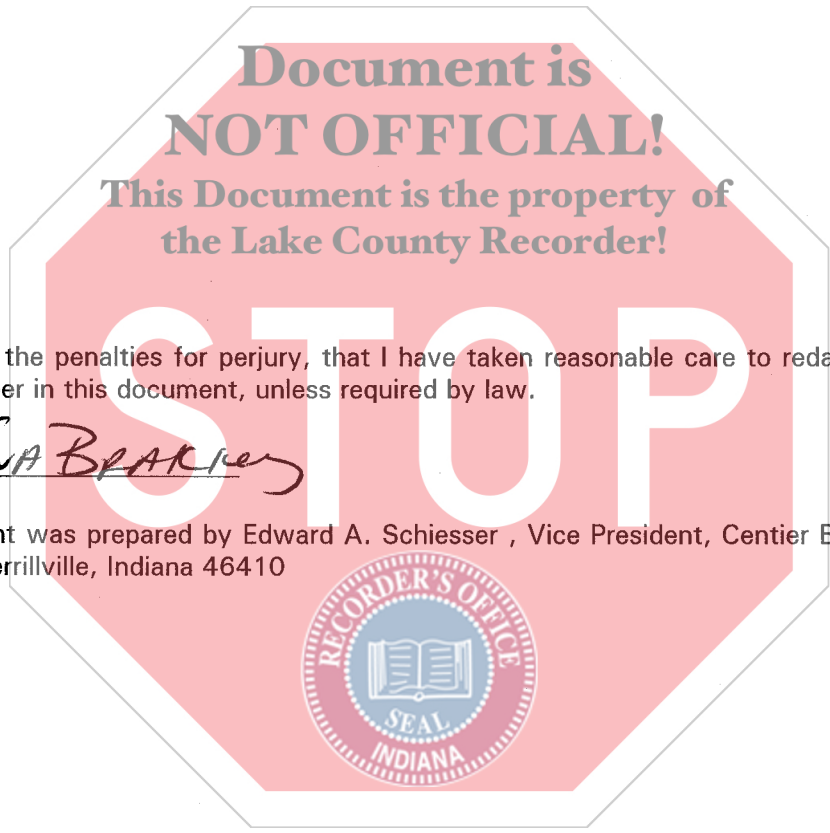 Document is
NOT OFFICIAL!
This Document is the property of
the Lake County Recorder!
STOP
the penalties for perjury, that I have taken reasonable care to reda
er in this document, unless required by law.
nt was prepared by Edward A. Schiesser , Vice President, Centier B
errillville, Indiana 46410
RECORDER'S OFFICE
SEAL
INDIANA